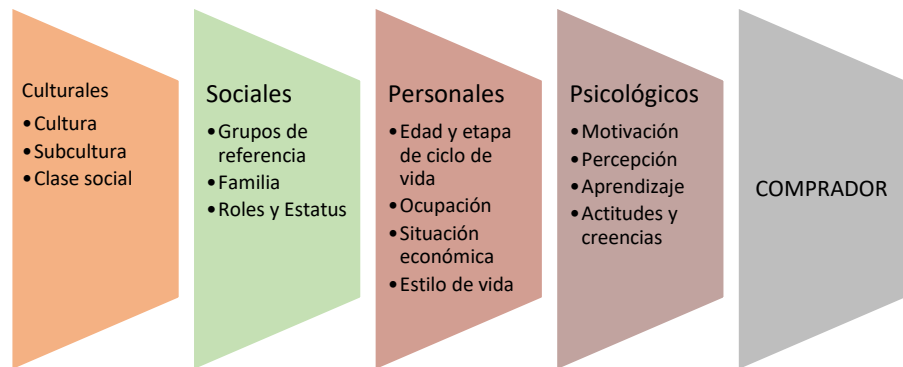 Culturales
•Cultura
•Subcultura
•Clase social
Sociales
•Grupos de
referencia
•Familia
•Roles y Estatus
Personales
•Edad y etapa
de ciclo de
vida
•Ocupación
•Situación
económica
•Estilo de vida
Psicológicos
•Motivación
•Percepción
•Aprendizaje
•Actitudes y
creencias
COMPRADOR